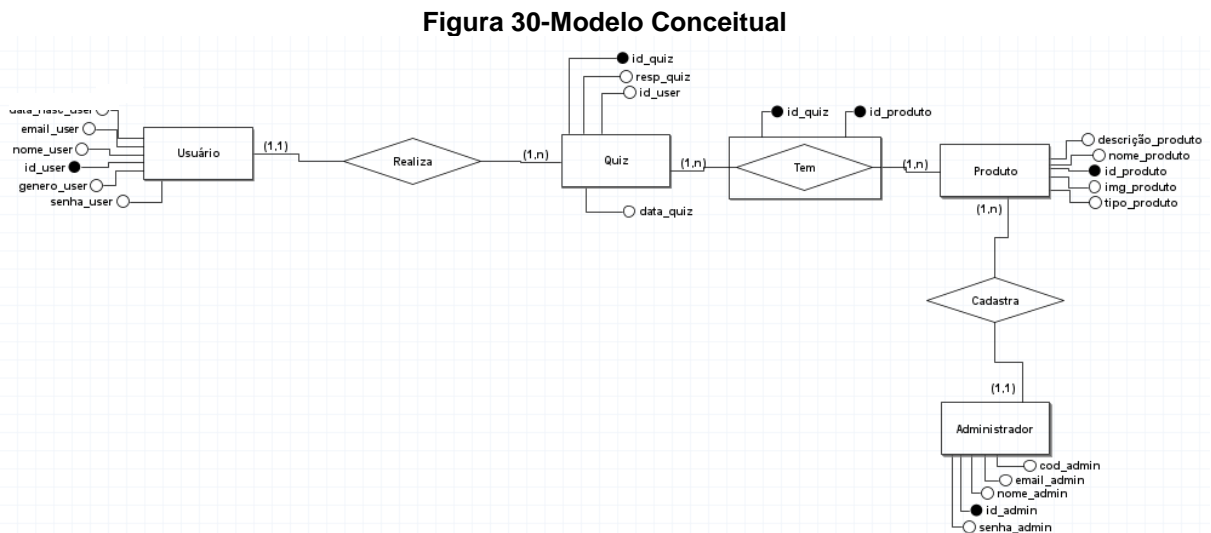 Figura 30-Modelo Conceitual
id_quiz
resp_quiz
id_user
data_nasc_user
email_user
nome_user
id_user
genero_user
senha_user
Usuário
(1,1)
Realiza
(1,n)
Quiz
data_quiz
(1,n)
id_quiz
id_produto
Tem
(1,n)
Produto
descrição_produto
nome_produto
id_produto
img_produto
tipo_produto
(1,n)
Cadastra
(1,1)
Administrador
cod_admin
email_admin
nome_admin
id_admin
senha_admin